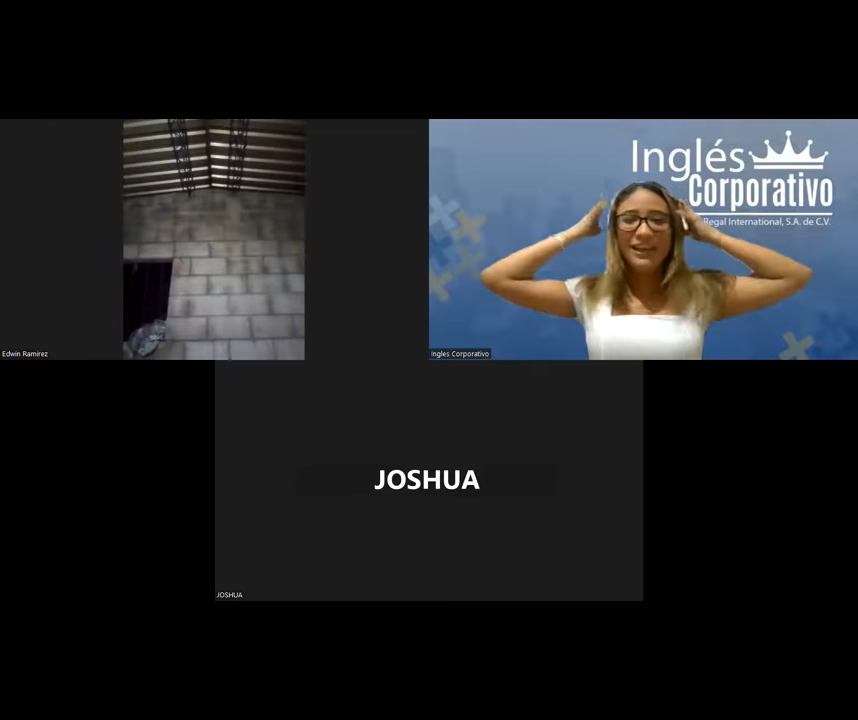 Inglés
Corporativo
Regal International, S.A. de C.V.
Edwin Ramirez
Ingles Corporativo
JOSHUA
JOSHUA